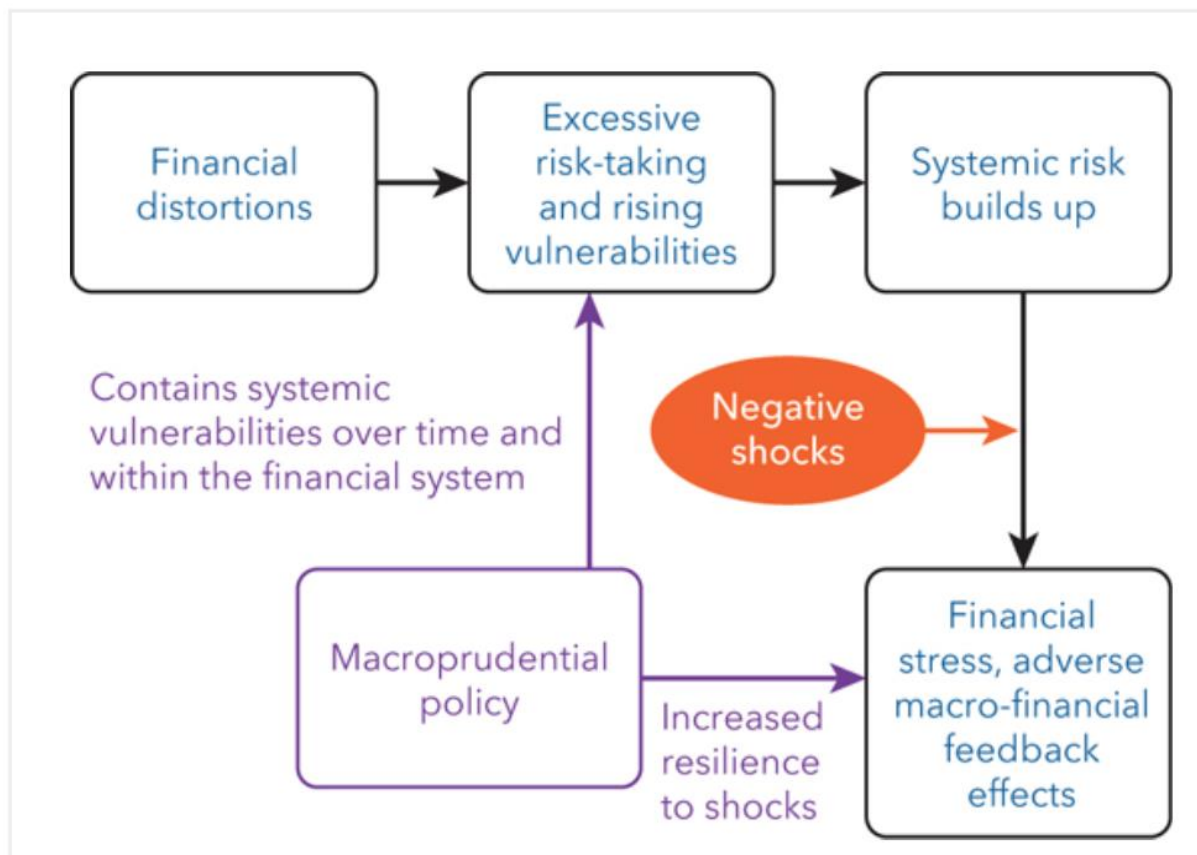 Financial
distortions
Excessive
risk-taking
and rising
vulnerabilities
Systemic risk
builds up
Contains systemic
vulnerabilities over time and
within the financial system
Negative
shocks
Macroprudential
policy
Increased
resilience
to shocks
Financial
stress, adverse
macro-financial
feedback
effects